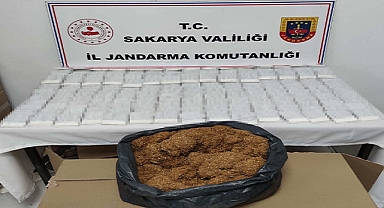 T.C.
SAKARYA VALİLİĞİ
İL JANDARMA KOMUTANLIĞI